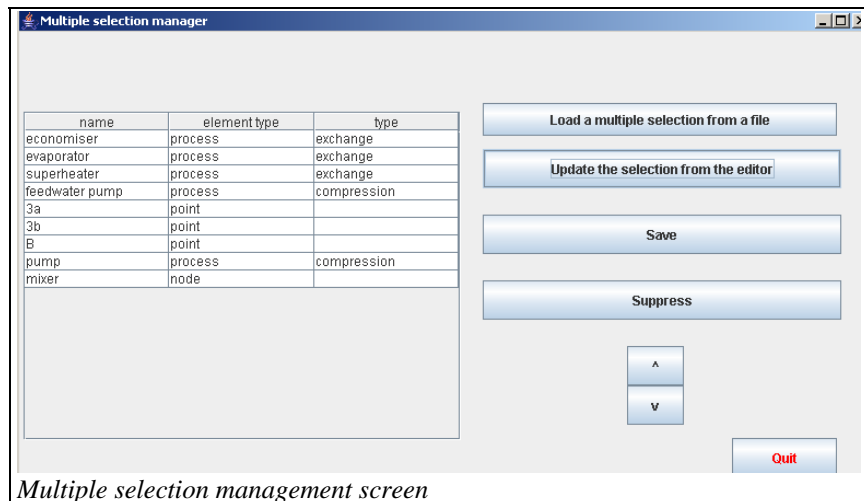 Multiple selection manager
name element type type
economiser process exchange
evaporator process exchange
superheater process exchange
feedwater pump process compression
3a point
3b point
B point
pump process compression
mixer node
Load a multiple selection from a file
Update the selection from the editor
Save
Suppress
^
v
Quit
Multiple selection management screen